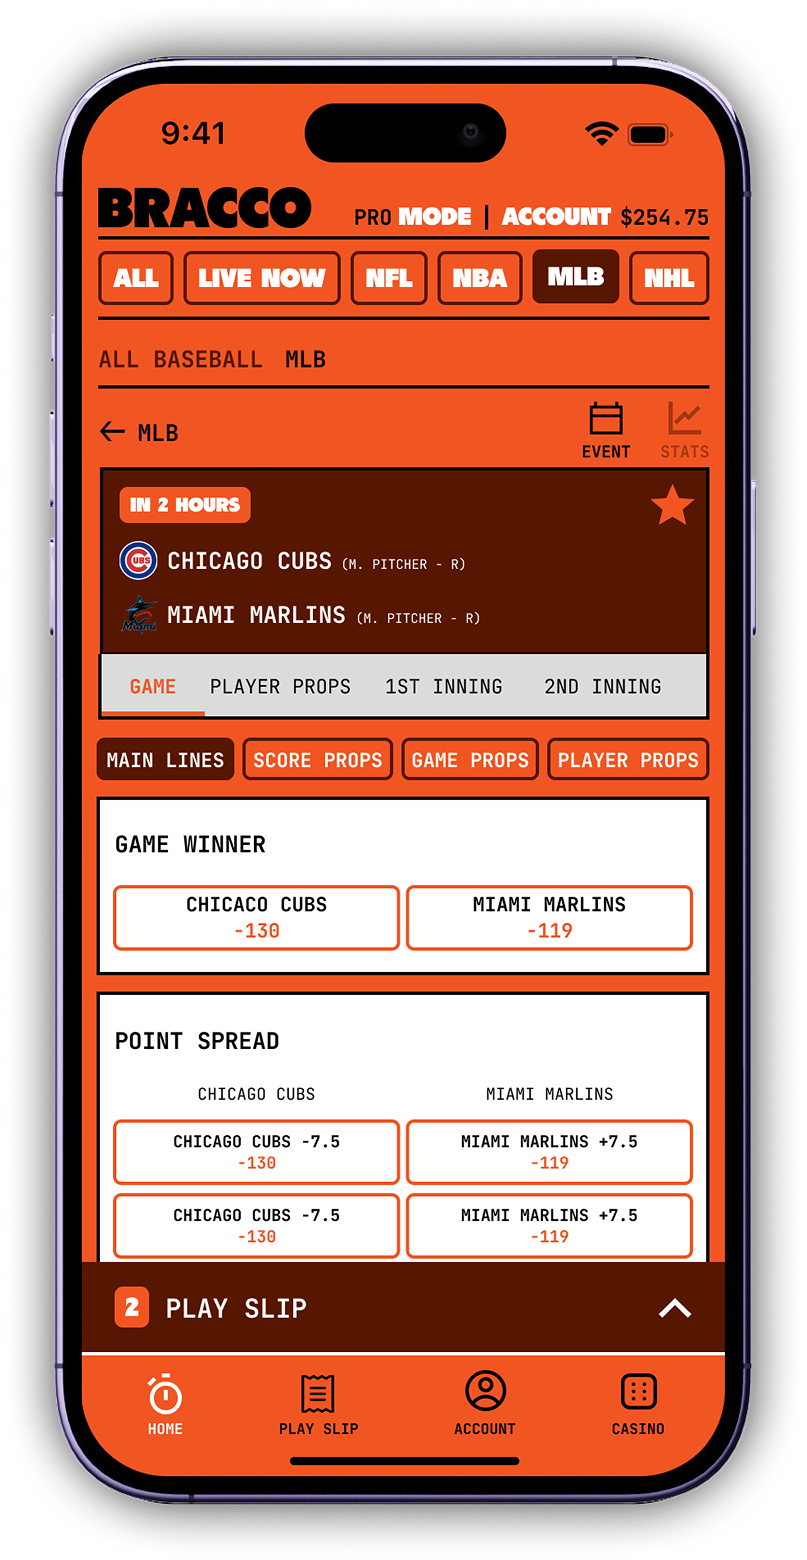 9:41
BRACCO PRO MODE | ACCOUNT $254.75
ALL LIVE NOW NFL NBA MLB NHL
ALL BASEBALL MLB
← MLB EVENT STATS
IN 2 HOURS
CUBS CHICAGO CUBS (M. PITCHER - R)
Miami MIAMI MARLINS (M. PITCHER - R)
GAME PLAYER PROPS 1ST INNING 2ND INNING
MAIN LINES SCORE PROPS GAME PROPS PLAYER PROPS
GAME WINNER
CHICACO CUBS MIAMI MARLINS
-130 -119
POINT SPREAD
CHICAGO CUBS MIAMI MARLINS
CHICAGO CUBS -7.5 MIAMI MARLINS +7.5
-130 -119
CHICAGO CUBS -7.5 MIAMI MARLINS +7.5
-130 -119
2 PLAY SLIP
HOME PLAY SLIP ACCOUNT CASINO